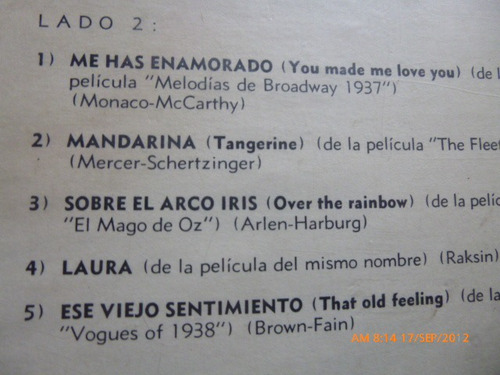 LADO 2:
1) ME HAS ENAMORADO (You made me love you) (de l
película "Melodías de Broadway 1937")
(Monaco-McCarthy)
2) MANDARINA (Tangerine) (de la película "The Flee
(Mercer-Schertzinger)
3) SOBRE EL ARCO IRIS (Over the rainbow) (de la pelíc
"El Mago de Oz") (Arlen-Harburg)
4) LAURA (de la película del mismo nombre) (Raksin)
5) ESE VIEJO SENTIMIENTO (That old feeling) (de la
"Vogues of 1938") (Brown-Fain)
AM 8:14-17/SEP/2012